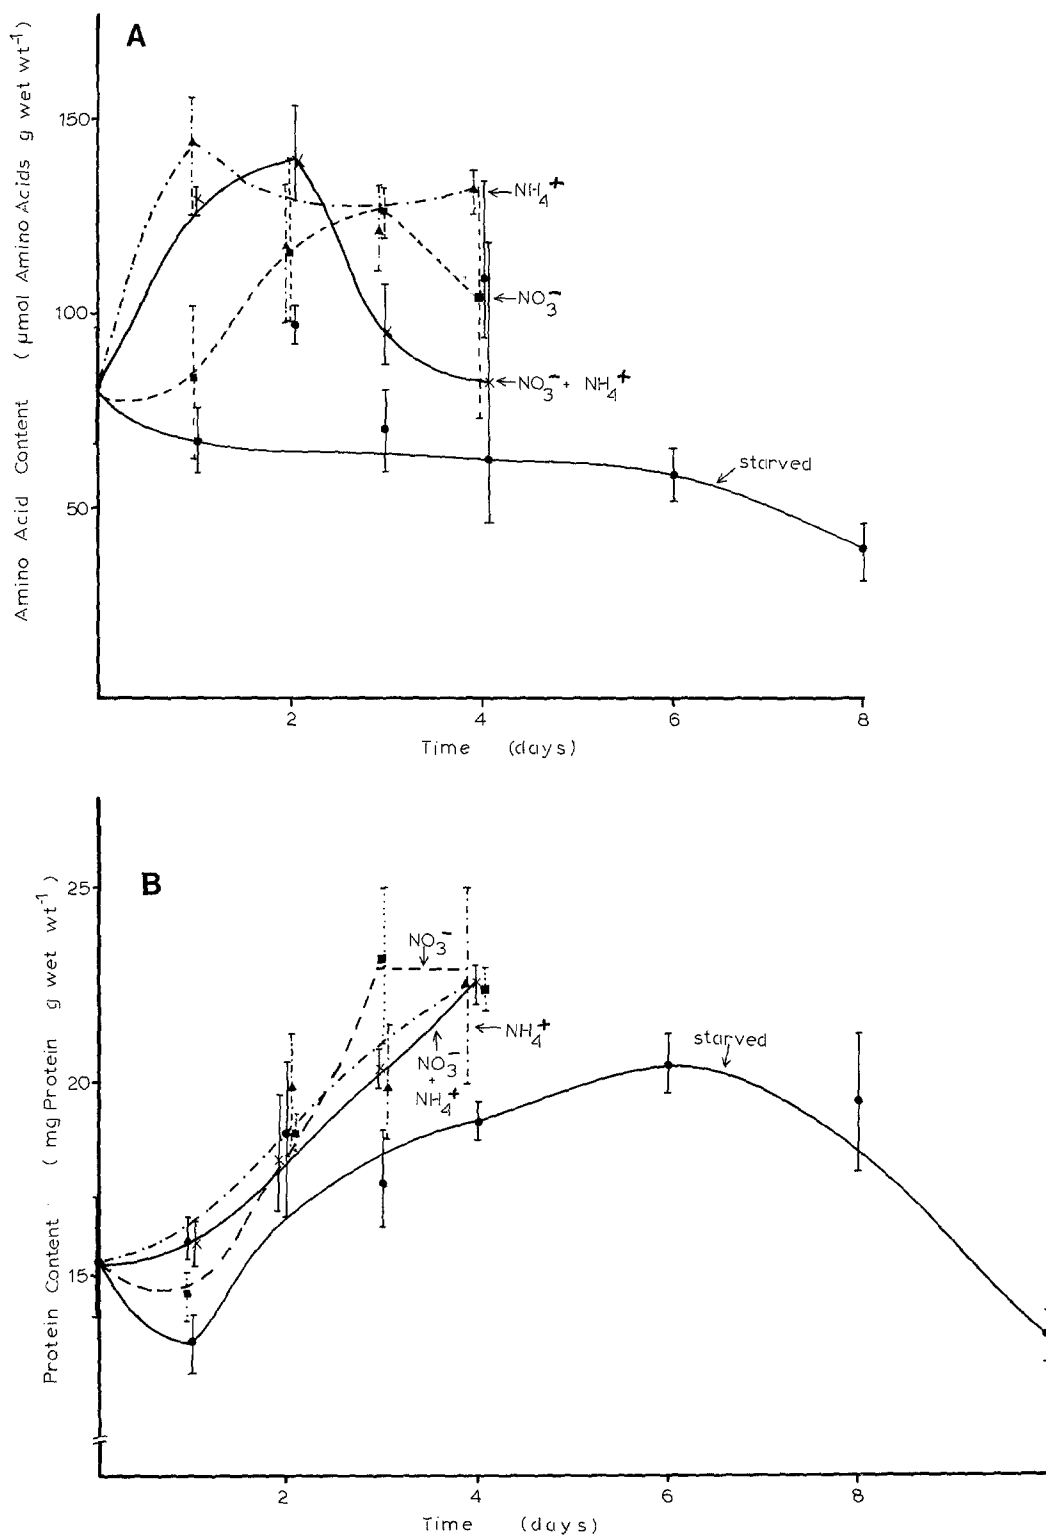 A
Amino Acid Content (µmol Amino Acids g wet wt⁻¹)
150
100
50
NH₄⁺
NO₃⁻
NO₃⁻ + NH₄⁺
starved
2 4 6 8
Time (days)
B
Protein Content (mg Protein g wet wt⁻¹)
25
20
15
NO₃⁻
NH₄⁺
NO₃⁻
+
NH₄⁺
starved
2 4 6 8
Time (days)